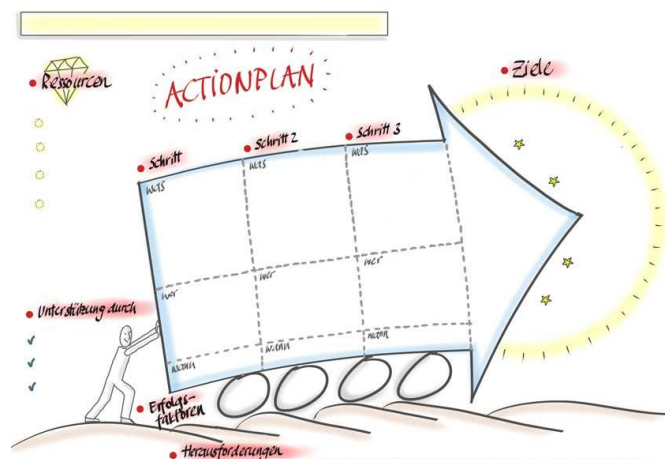 Ressourcen
ACTIONPLAN
Ziele
Schritt
Schritt 2
Schritt 3
was
was
was
wer
wer
wer
wann
wann
wann
Unterstützung durch
Erfolgs-
faktoren
Herausforderungen